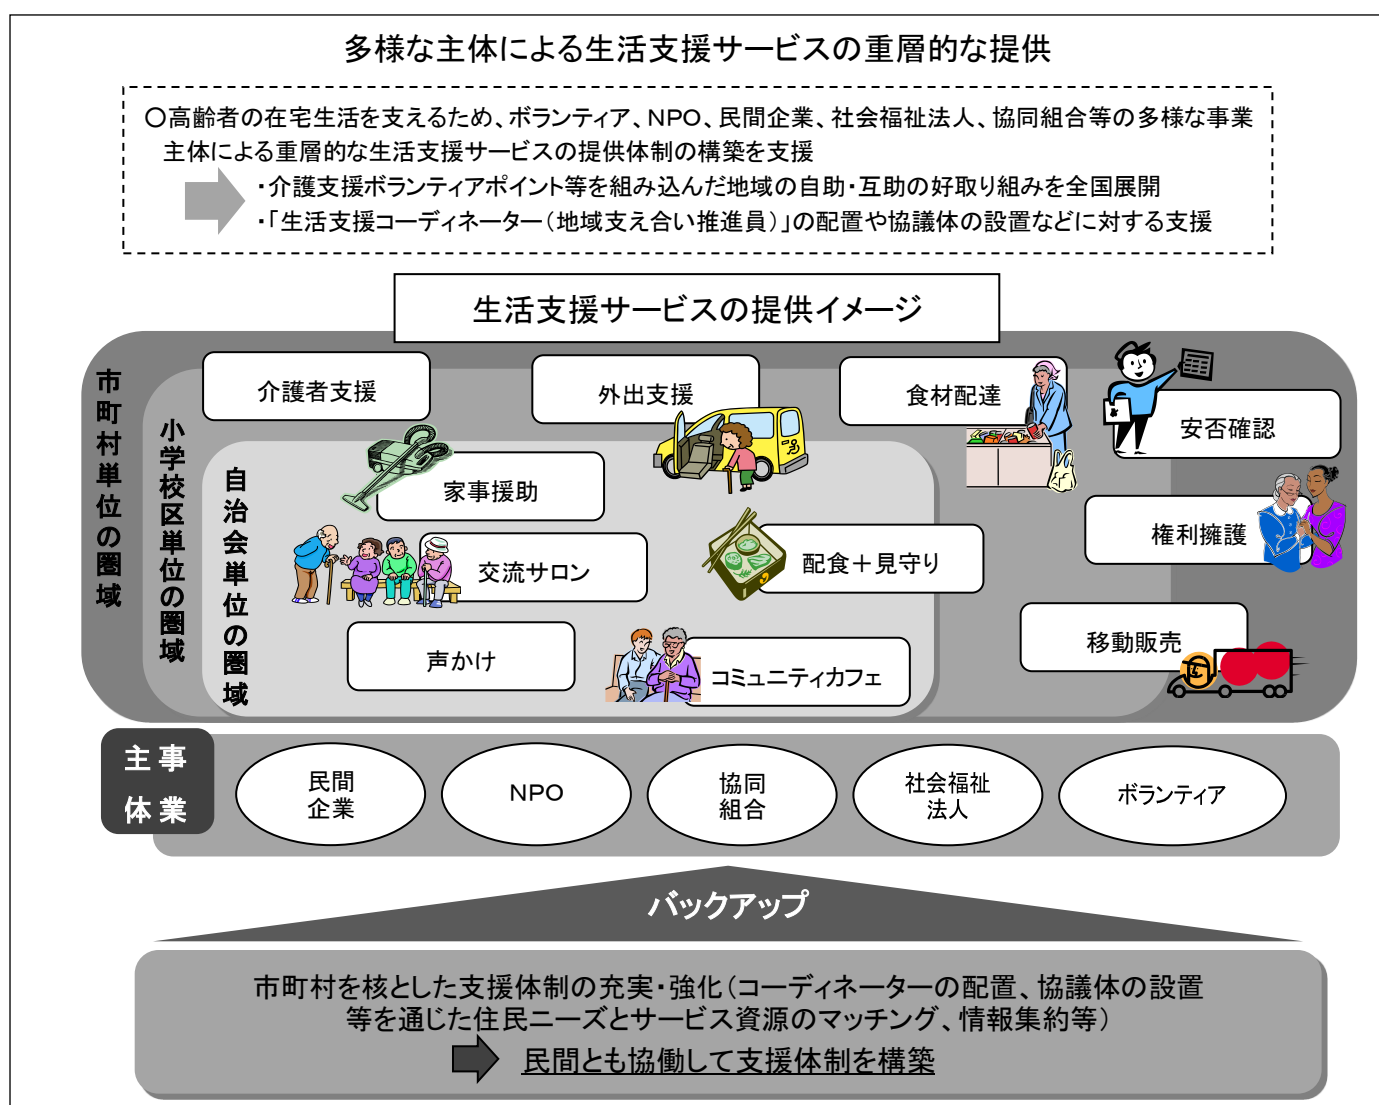 多様な主体による生活支援サービスの重層的な提供
○高齢者の在宅生活を支えるため、ボランティア、NPO、民間企業、社会福祉法人、協同組合等の多様な事業
主体による重層的な生活支援サービスの提供体制の構築を支援
・介護支援ボランティアポイント等を組み込んだ地域の自助・互助の好取り組みを全国展開
・「生活支援コーディネーター(地域支え合い推進員)」の配置や協議体の設置などに対する支援
生活支援サービスの提供イメージ
市町村単位の圏域
小学校区単位の圏域
自治会単位の圏域
介護者支援
外出支援
食材配達
安否確認
家事援助
権利擁護
交流サロン
配食+見守り
声かけ
コミュニティカフェ
移動販売
主 事
体 業
民間
企業
NPO
協同
組合
社会福祉
法人
ボランティア
バックアップ
市町村を核とした支援体制の充実・強化(コーディネーターの配置、協議体の設置
等を通じた住民ニーズとサービス資源のマッチング、情報集約等)
民間とも協働して支援体制を構築